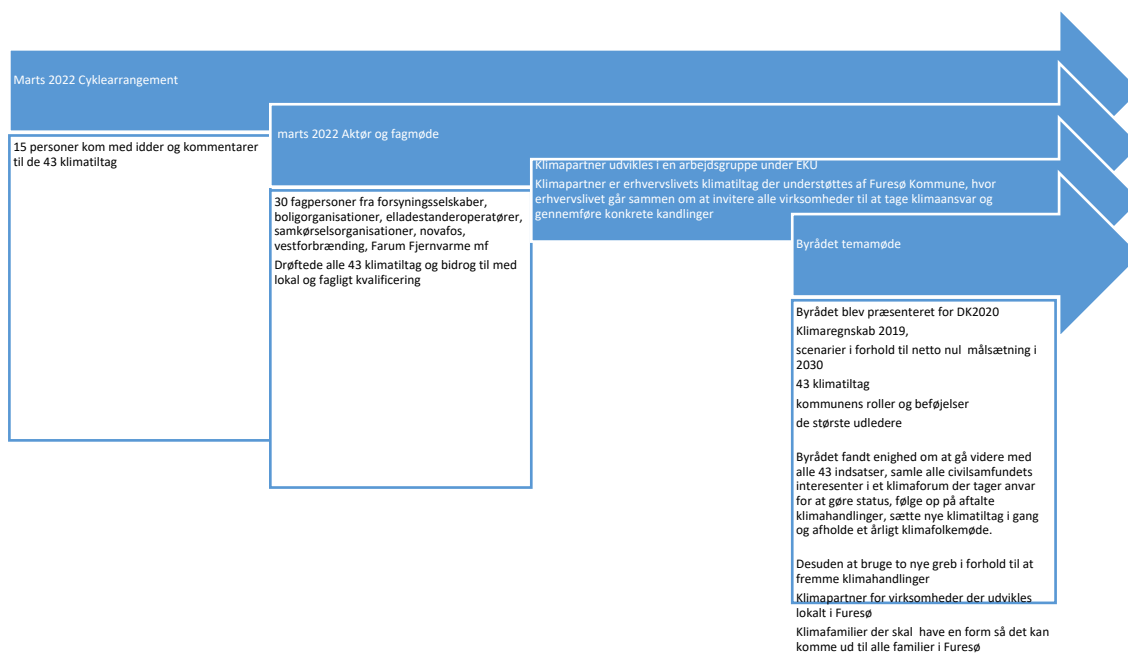 Marts 2022 Cyklearrangement
15 personer kom med idder og kommentarer
til de 43 klimatiltag
marts 2022 Aktør og fagmøde
30 fagpersoner fra forsyningsselskaber,
boligorganisationer, elladestanderoperatører,
samkørselsorganisationer, novafos,
vestforbrænding, Farum Fjernvarme mf
Drøftede alle 43 klimatiltag og bidrog til med
lokal og fagligt kvalificering
Klimapartner udvikles i en arbejdsgruppe under EKU
Klimapartner er erhvervslivets klimatiltag der understøttes af Furesø Kommune, hvor
erhvervslivet går sammen om at invitere alle virksomheder til at tage klimaansvar og
gennemføre konkrete kandlinger
Byrådet temamøde
Byrådet blev præsenteret for DK2020
Klimaregnskab 2019,
scenarier i forhold til netto nul målsætning i
2030
43 klimatiltag
kommunens roller og beføjelser
de største udledere
Byrådet fandt enighed om at gå videre med
alle 43 indsatser, samle alle civilsamfundets
interesenter i et klimaforum der tager anvar
for at gøre status, følge op på aftalte
klimahandlinger, sætte nye klimatiltag i gang
og afholde et årligt klimafolkemøde.
Desuden at bruge to nye greb i forhold til at
fremme klimahandlinger
Klimapartner for virksomheder der udvikles
lokalt i Furesø
Klimafamilier der skal have en form så det kan
komme ud til alle familier i Furesø